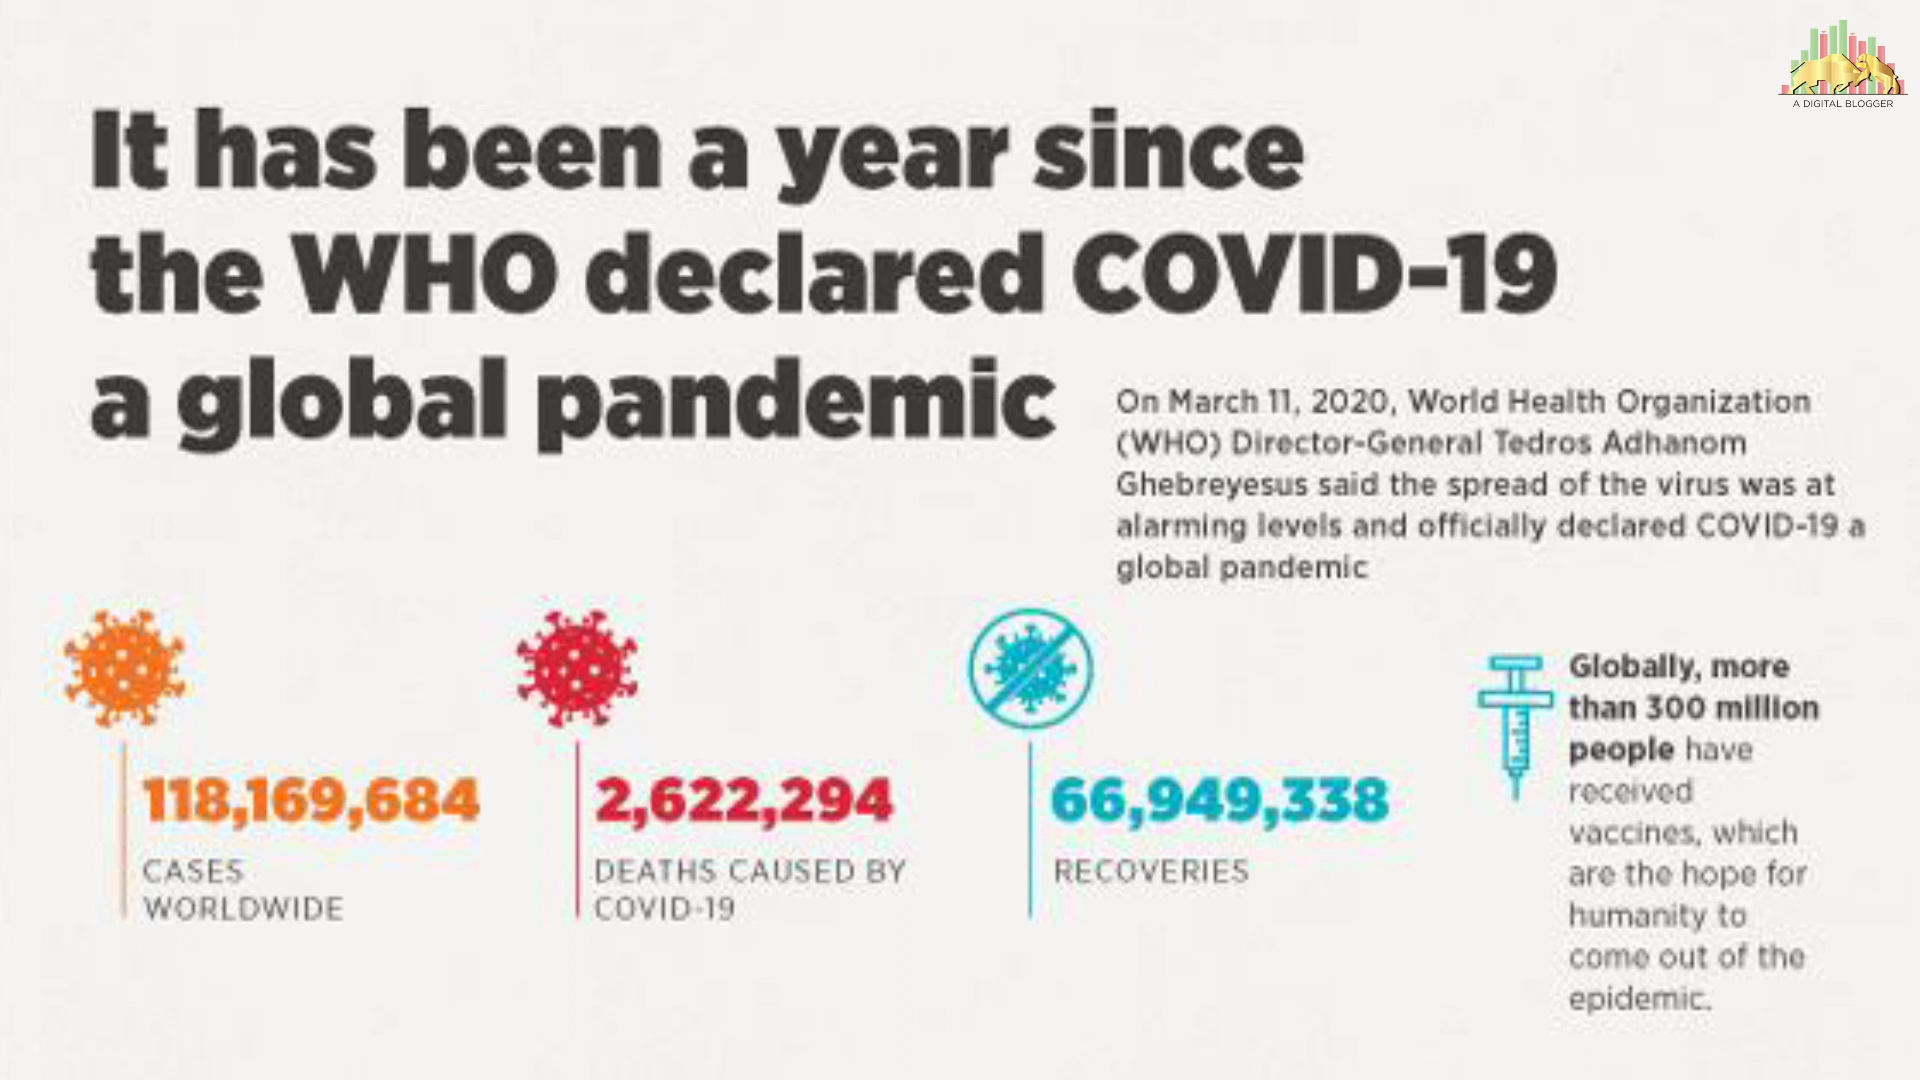 A DIGITAL BLOGGER
It has been a year since
the WHO declared COVID-19
a global pandemic
On March 11, 2020, World Health Organization
(WHO) Director-General Tedros Adhanom
Ghebreyesus said the spread of the virus was at
alarming levels and officially declared COVID-19 a
global pandemic
118,169,684
CASES
WORLDWIDE
2,622,294
DEATHS CAUSED BY
COVID-19
66,949,338
RECOVERIES
Globally, more
than 300 million
people have
received
vaccines, which
are the hope for
humanity to
come out of the
epidemic.